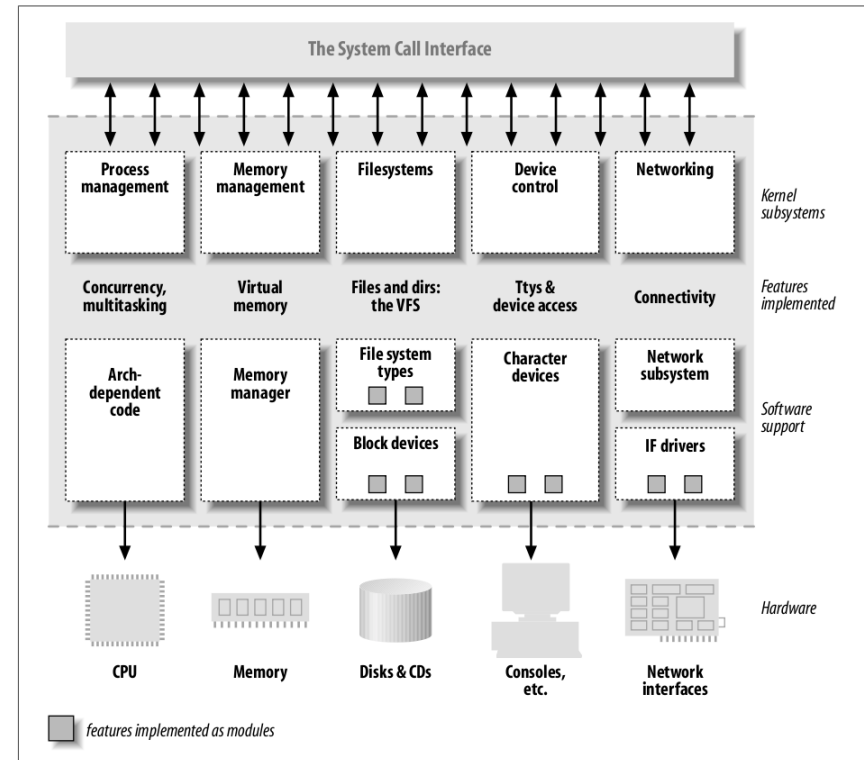 The System Call Interface
Process
management
Memory
management
Filesystems
Device
control
Networking
Kernel
subsystems
Concurrency,
multitasking
Virtual
memory
Files and dirs:
the VFS
Ttys &
device access
Connectivity
Features
implemented
Arch-
dependent
code
Memory
manager
File system
types
Block devices
Character
devices
Network
subsystem
IF drivers
Software
support
Hardware
CPU
Memory
Disks & CDs
Consoles,
etc.
Network
interfaces
features implemented as modules